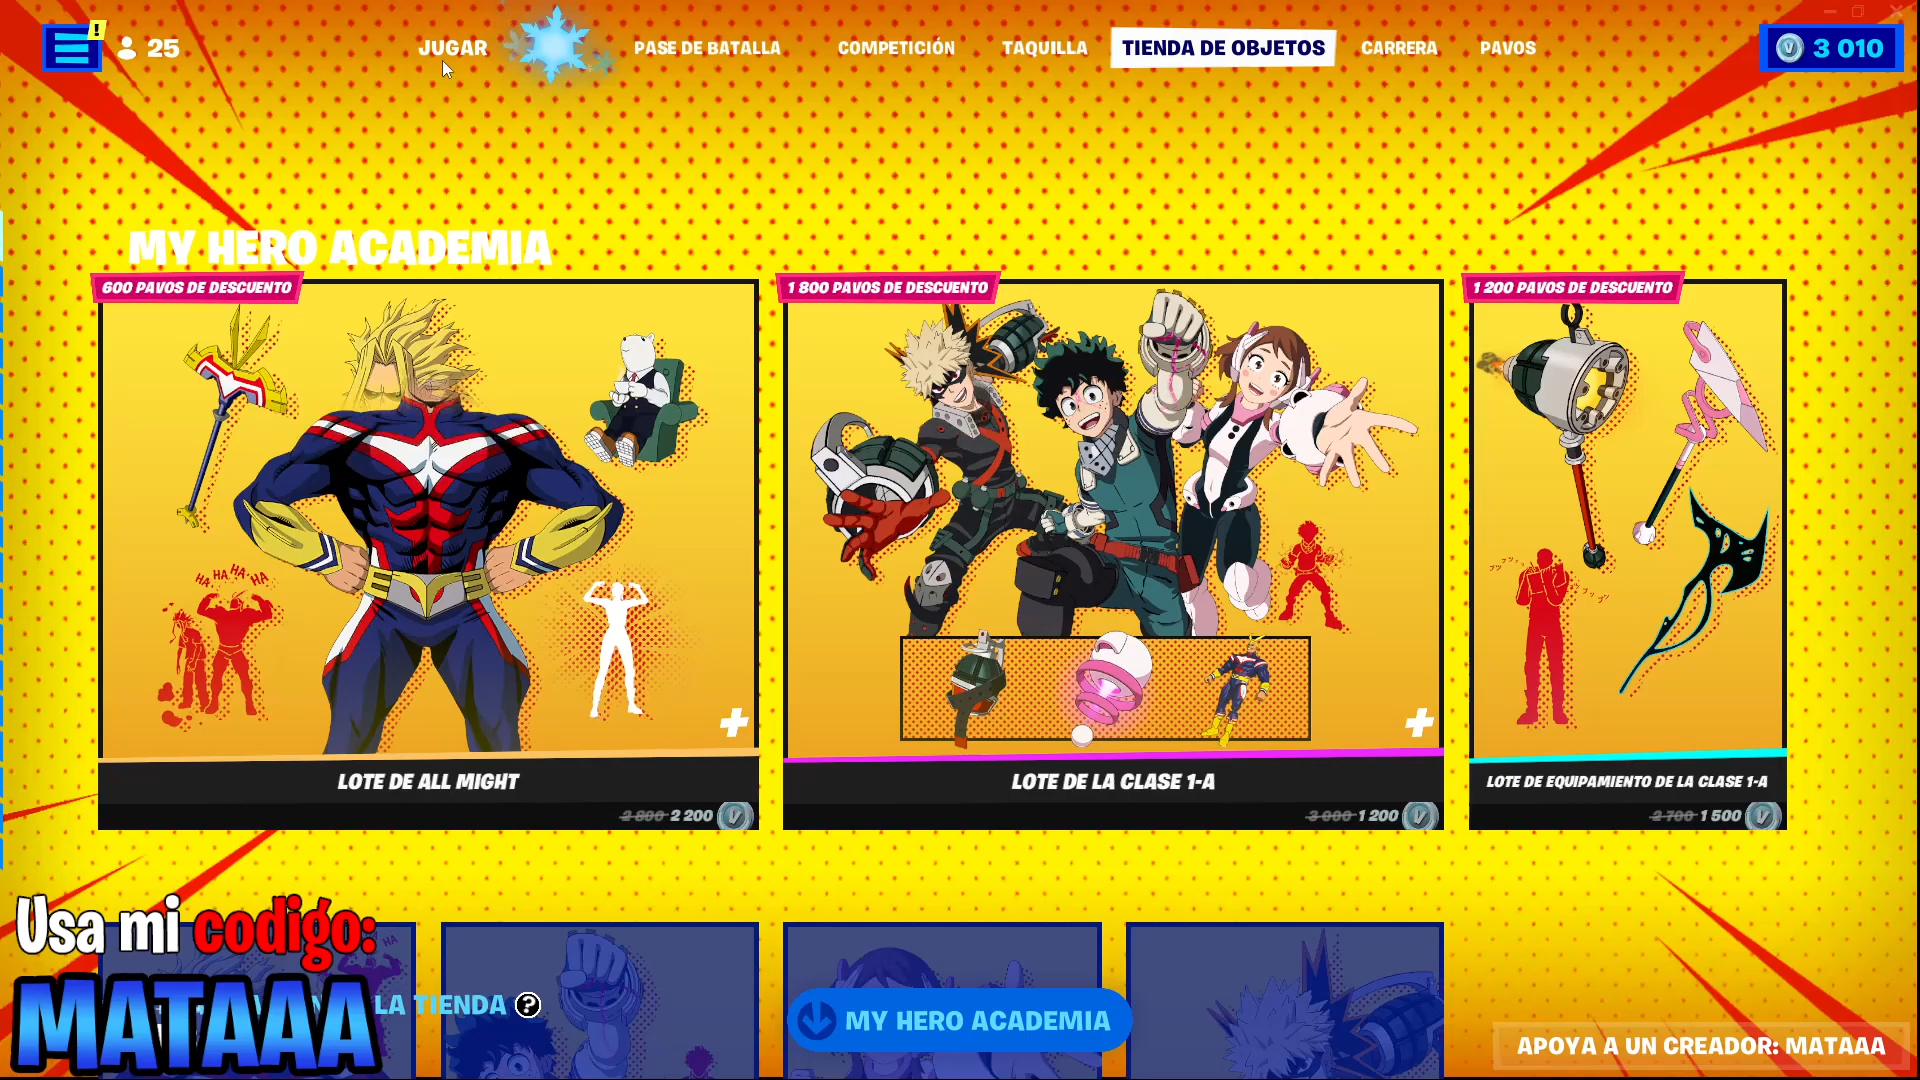 !
25
JUGAR
PASE DE BATALLA
COMPETICIÓN
TAQUILLA
TIENDA DE OBJETOS
CARRERA
PAVOS
3 010
MY HERO ACADEMIA
600 PAVOS DE DESCUENTO
1 800 PAVOS DE DESCUENTO
1 200 PAVOS DE DESCUENTO
HA HA HA HA
LOTE DE ALL MIGHT
2 800 2 200
LOTE DE LA CLASE 1-A
3 000 1 200
LOTE DE EQUIPAMIENTO DE LA CLASE 1-A
2 700 1 500
Usa mi codigo:
MATAAA
HA
LA TIENDA ?
MY HERO ACADEMIA
APOYA A UN CREADOR: MATAAA